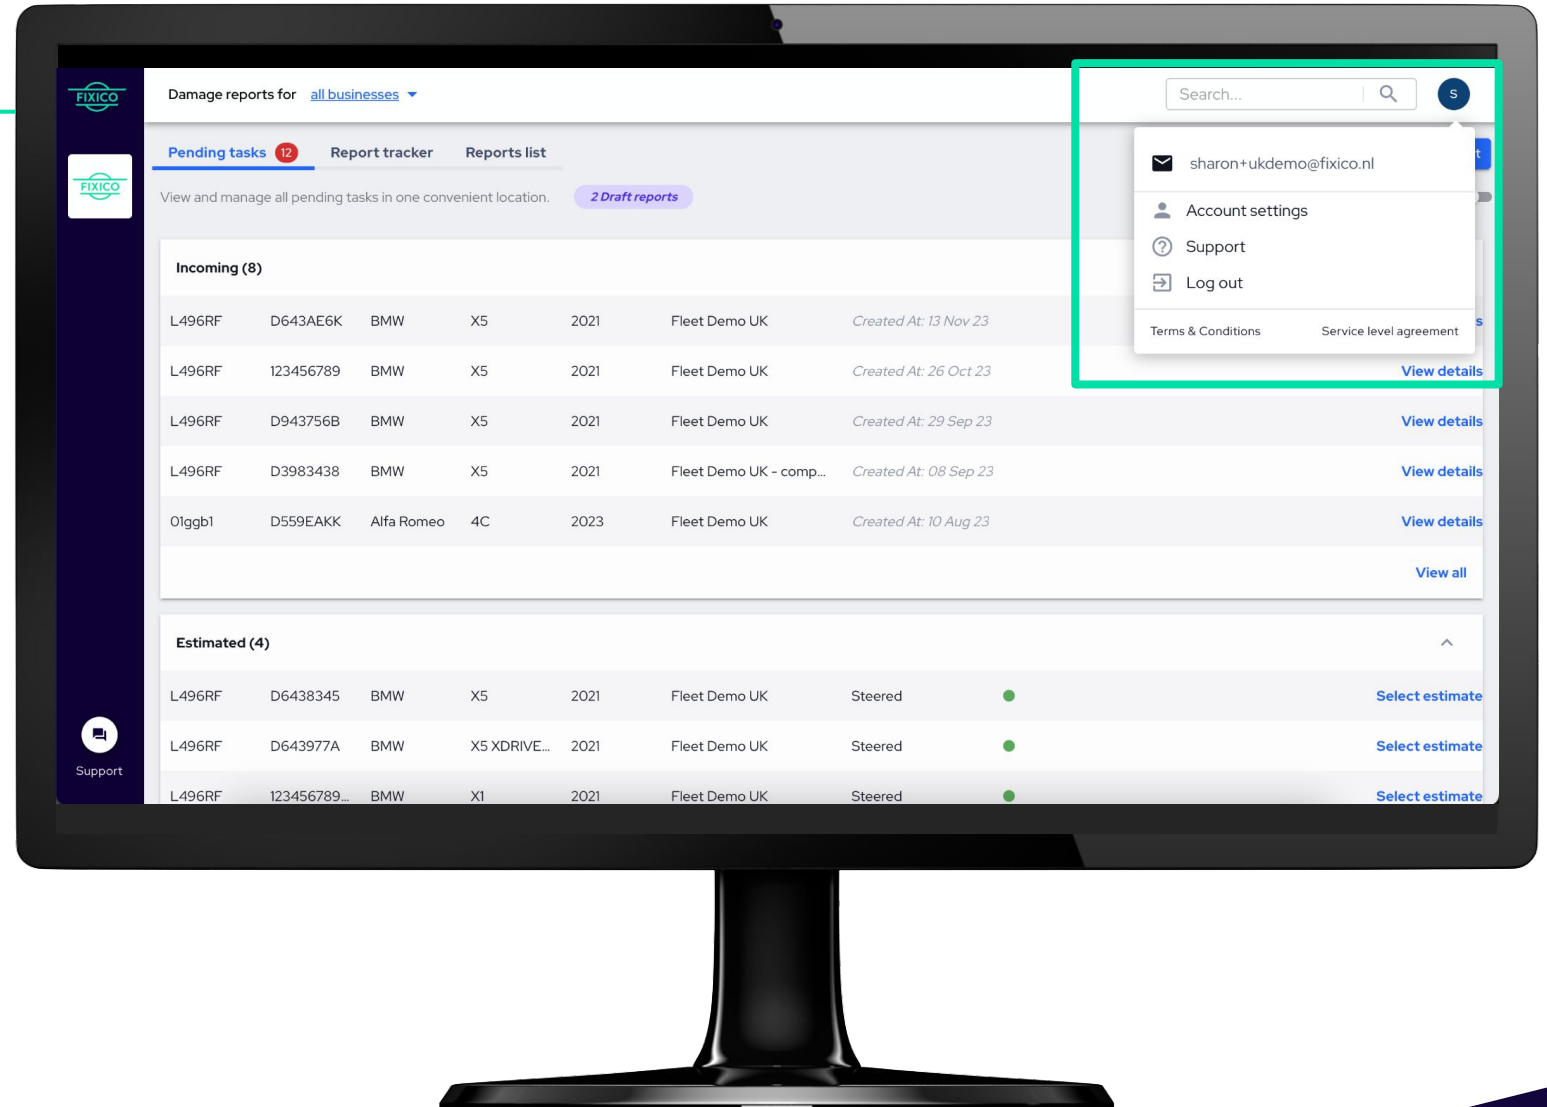 FIXICO
Damage reports for all businesses
Search...
S
Pending tasks 12 Report tracker Reports list
sharon+ukdemo@fixico.nl
t
FIXICO
View and manage all pending tasks in one convenient location. 2 Draft reports
Account settings
Support
Log out
Terms & Conditions Service level agreement
Incoming (8)
L496RF D643AE6K BMW X5 2021 Fleet Demo UK Created At: 13 Nov 23 s
L496RF 123456789 BMW X5 2021 Fleet Demo UK Created At: 26 Oct 23 View details
L496RF D943756B BMW X5 2021 Fleet Demo UK Created At: 29 Sep 23 View details
L496RF D3983438 BMW X5 2021 Fleet Demo UK - comp... Created At: 08 Sep 23 View details
01ggb1 D559EAKK Alfa Romeo 4C 2023 Fleet Demo UK Created At: 10 Aug 23 View details
View all
Estimated (4)
L496RF D6438345 BMW X5 2021 Fleet Demo UK Steered Select estimate
L496RF D643977A BMW X5 XDRIVE... 2021 Fleet Demo UK Steered Select estimate
L496RF 123456789... BMW X1 2021 Fleet Demo UK Steered Select estimate
Support